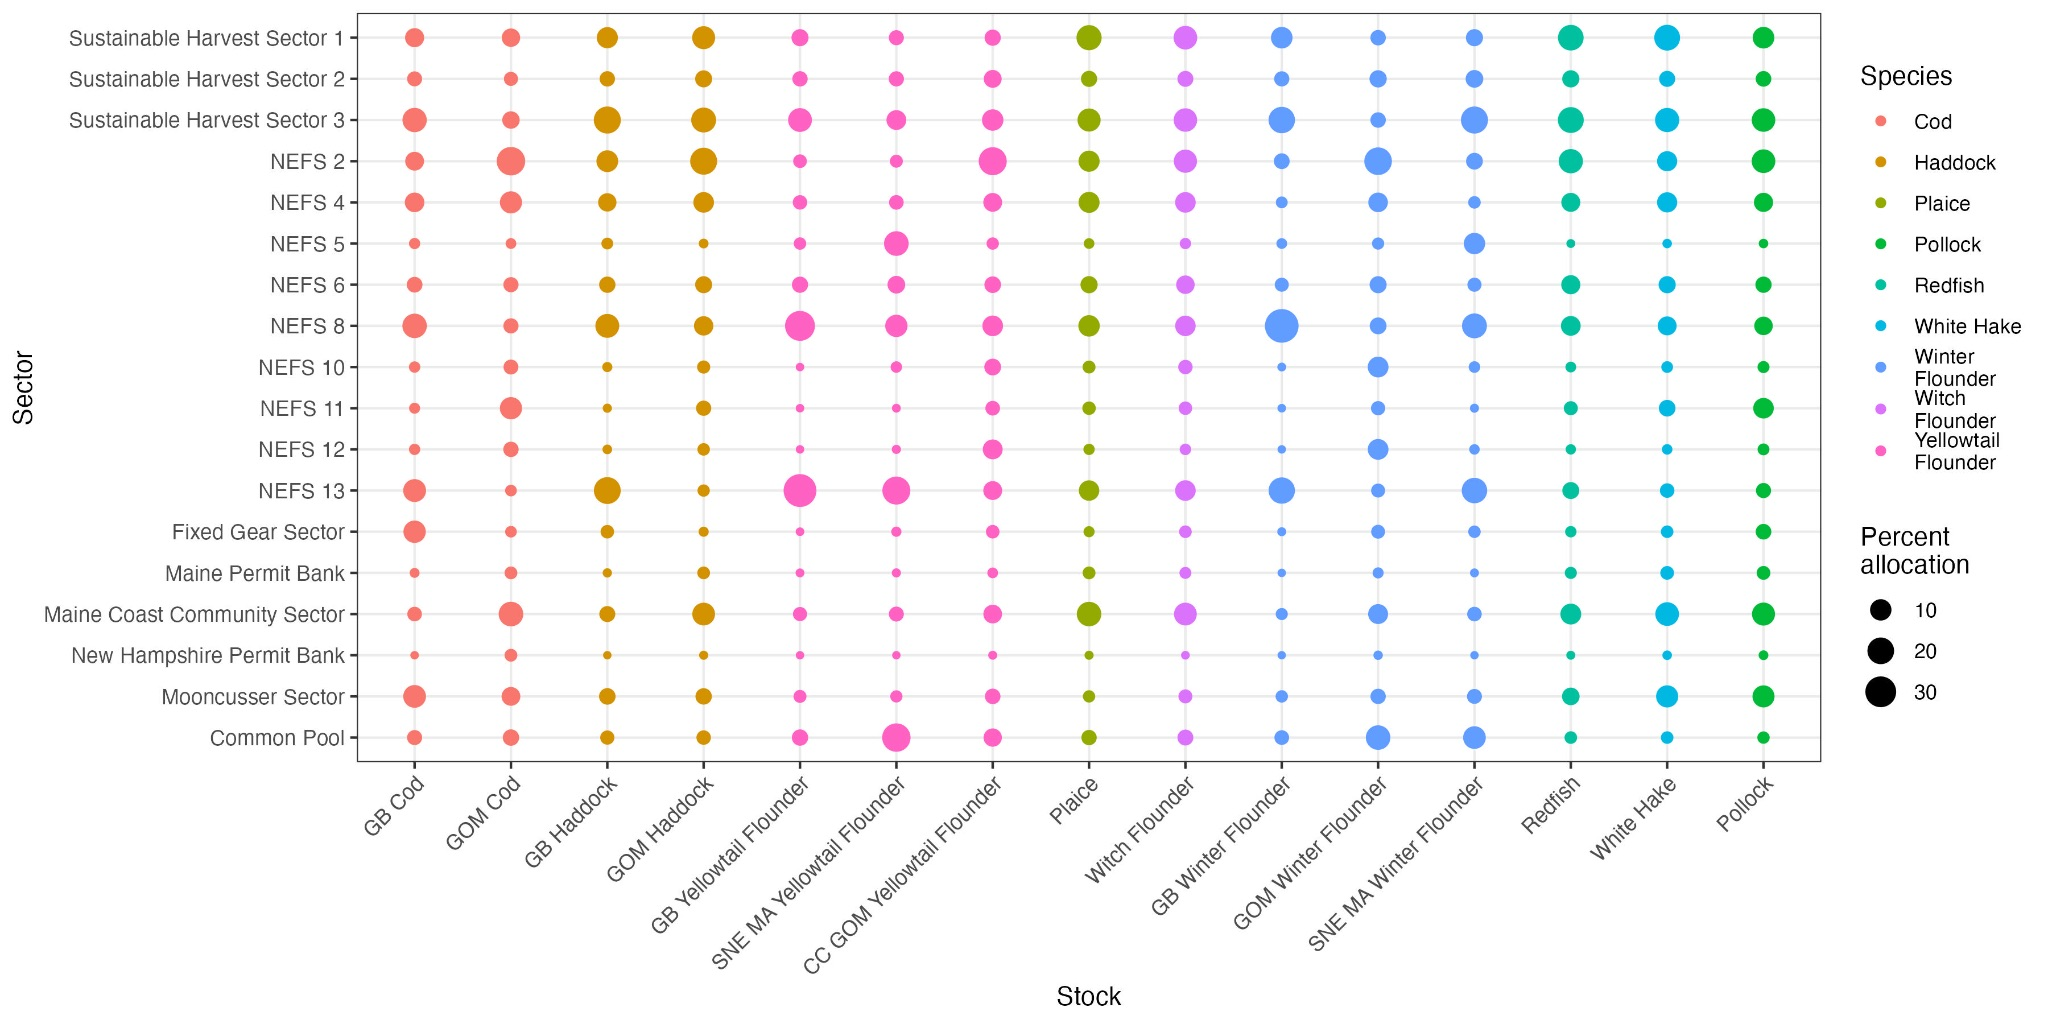 Sustainable Harvest Sector 1
Sustainable Harvest Sector 2
Sustainable Harvest Sector 3
NEFS 2
NEFS 4
NEFS 5
NEFS 6
NEFS 8
NEFS 10
NEFS 11
NEFS 12
NEFS 13
Fixed Gear Sector
Maine Permit Bank
Maine Coast Community Sector
New Hampshire Permit Bank
Mooncusser Sector
Common Pool
Sector
GB Cod
GOM Cod
GB Haddock
GOM Haddock
GB Yellowtail Flounder
SNE MA Yellowtail Flounder
CC GOM Yellowtail Flounder
Plaice
Witch Flounder
GB Winter Flounder
GOM Winter Flounder
SNE MA Winter Flounder
Redfish
White Hake
Pollock
Stock
Species
Cod
Haddock
Plaice
Pollock
Redfish
White Hake
Winter
Flounder
Witch
Flounder
Yellowtail
Flounder
Percent
allocation
10
20
30